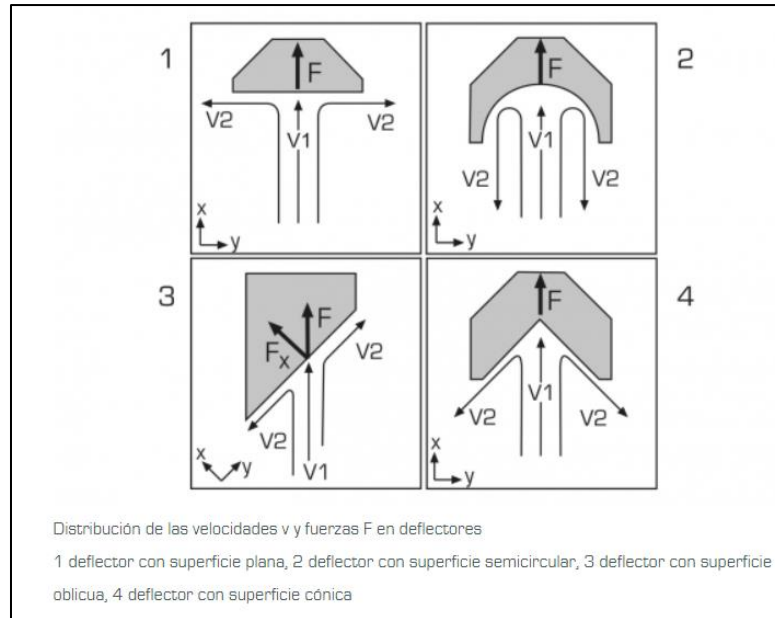 1
F
V2
V1
V2
x
y
2
F
V1
V2
V2
x
y
3
F
Fx
V2
V2
V1
x
y
4
F
V1
V2
V2
x
y
Distribución de las velocidades v y fuerzas F en deflectores
1 deflector con superficie plana, 2 deflector con superficie semicircular, 3 deflector con superficie
oblicua, 4 deflector con superficie cónica